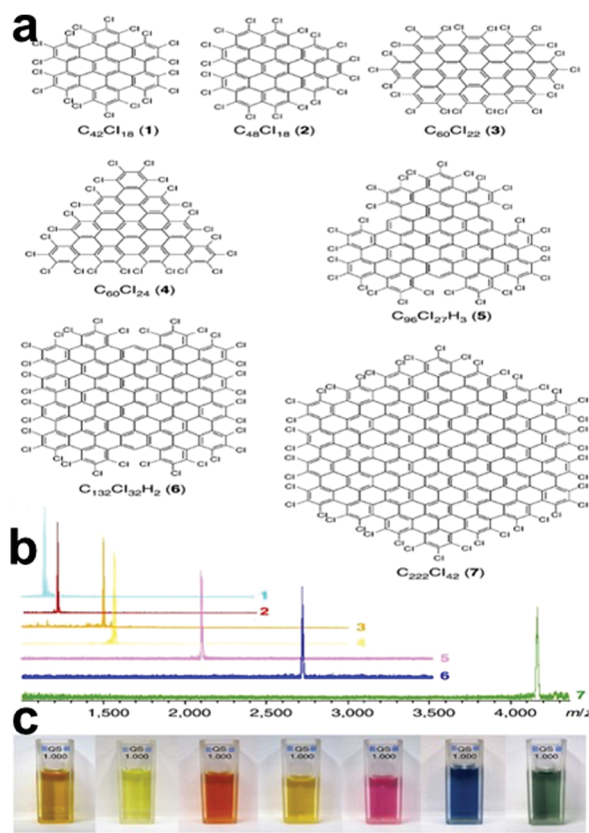 a
C₄₂Cl₁₈ (1)
C₄₈Cl₁₈ (2)
C₆₀Cl₂₂ (3)
C₆₀Cl₂₄ (4)
C₉₆Cl₂₇H₃ (5)
C₁₃₂Cl₃₂H₂ (6)
C₂₂₂Cl₄₂ (7)
b
1
2
3
4
5
6
7
1,500 2,000 2,500 3,000 3,500 4,000 m/z
c
QS QS QS QS QS QS QS
1.000 1.000 1.000 1.000 1.000 1.000 1.000